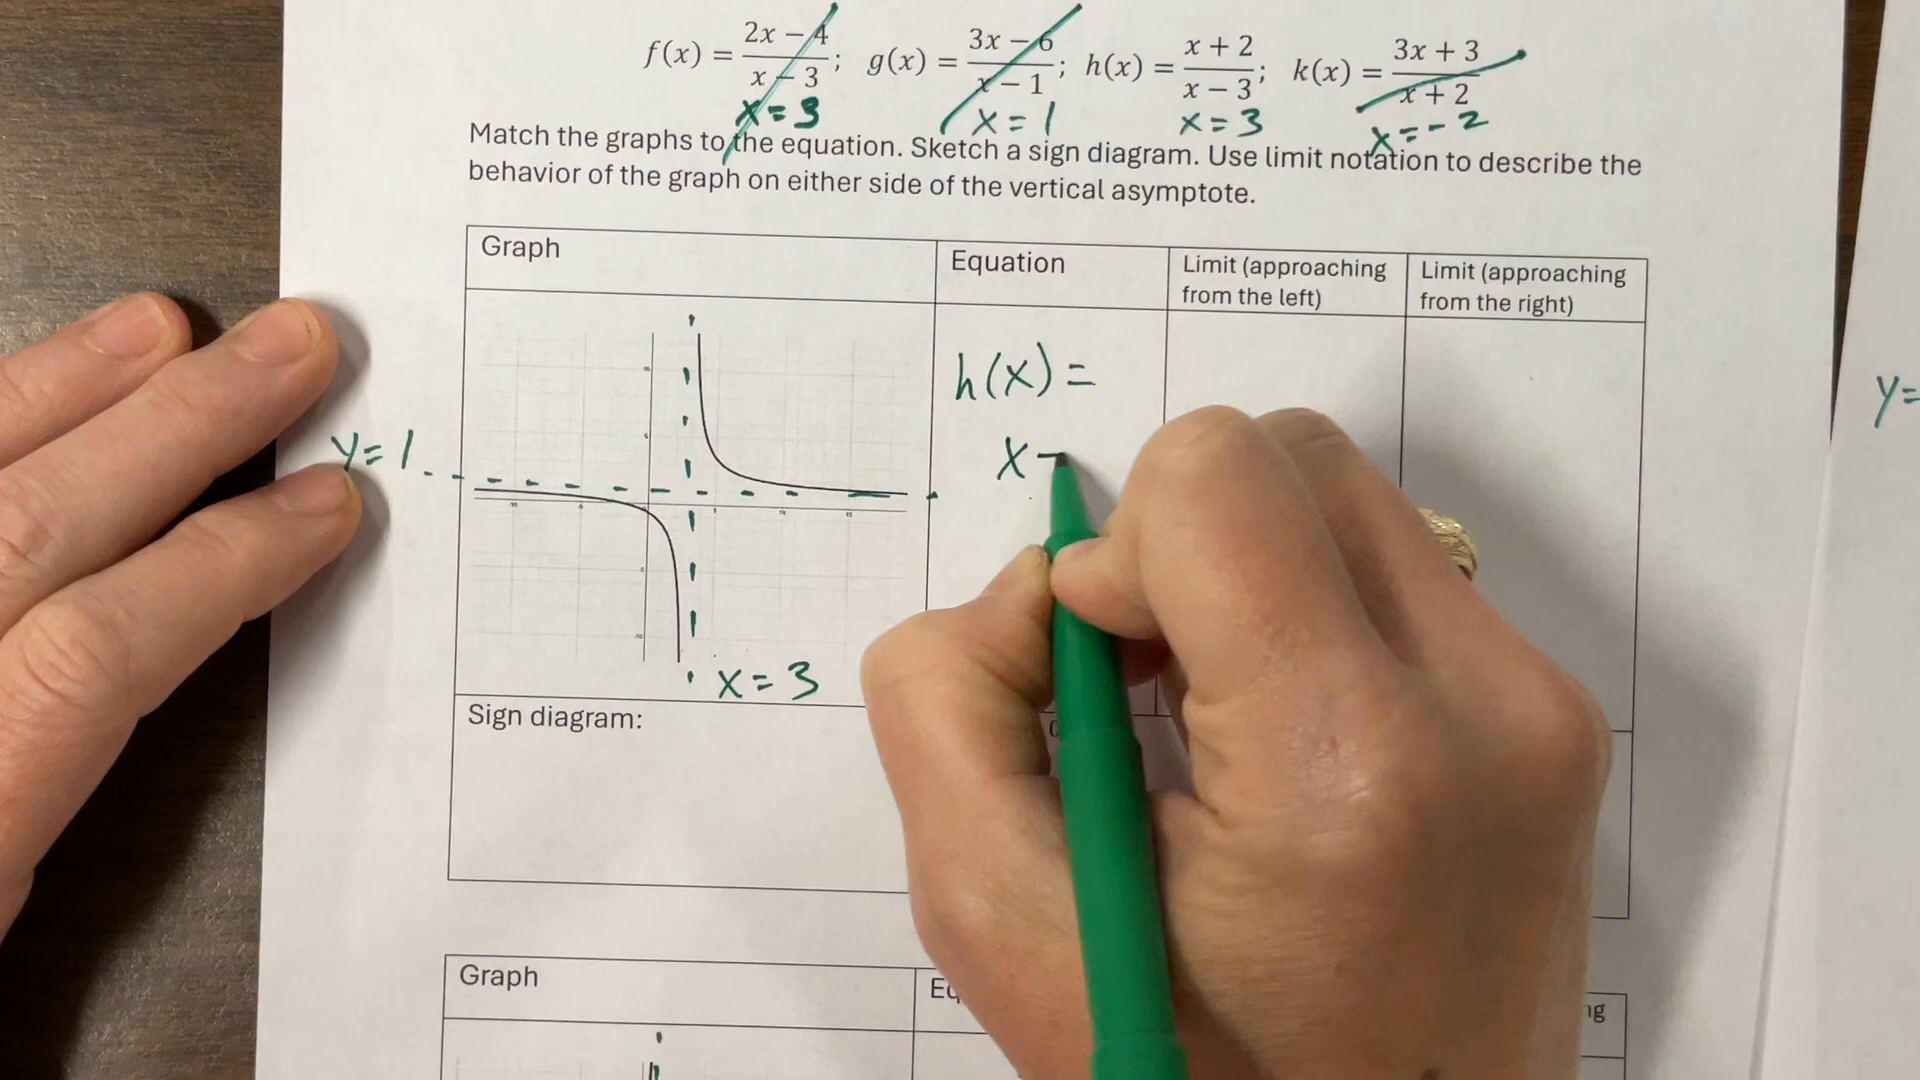 f(x) = 2x − 4 / x − 3 ; g(x) = 3x − 6 / x − 1 ; h(x) = x + 2 / x − 3 ; k(x) = 3x + 3 / x + 2
x = 3 x = 1 x = 3 x = -2
Match the graphs to the equation. Sketch a sign diagram. Use limit notation to describe the
behavior of the graph on either side of the vertical asymptote.
Graph Equation Limit (approaching from the left) Limit (approaching from the right)
h(x) =
x
y = 1
y =
x = 3
Sign diagram:
Graph